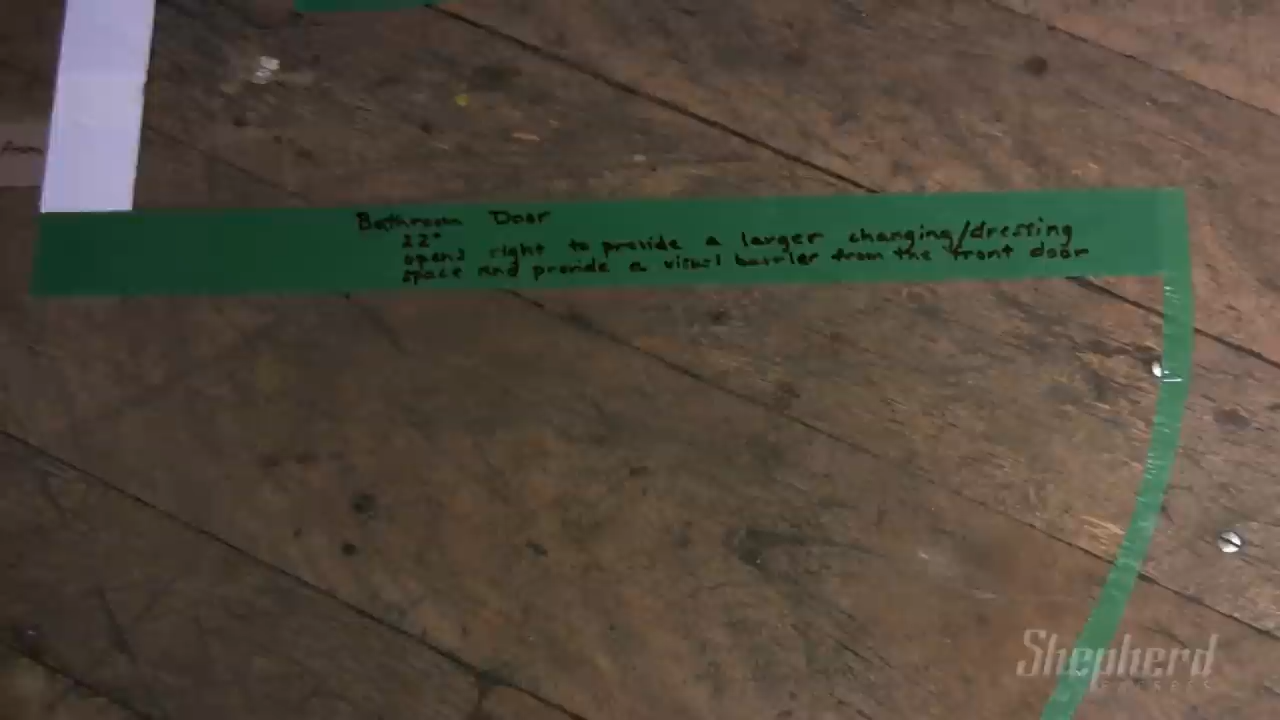 from
Bathroom Door
22"
opens right to provide a larger changing/dressing
space and provide a visual barrier from the front door
Shepherd